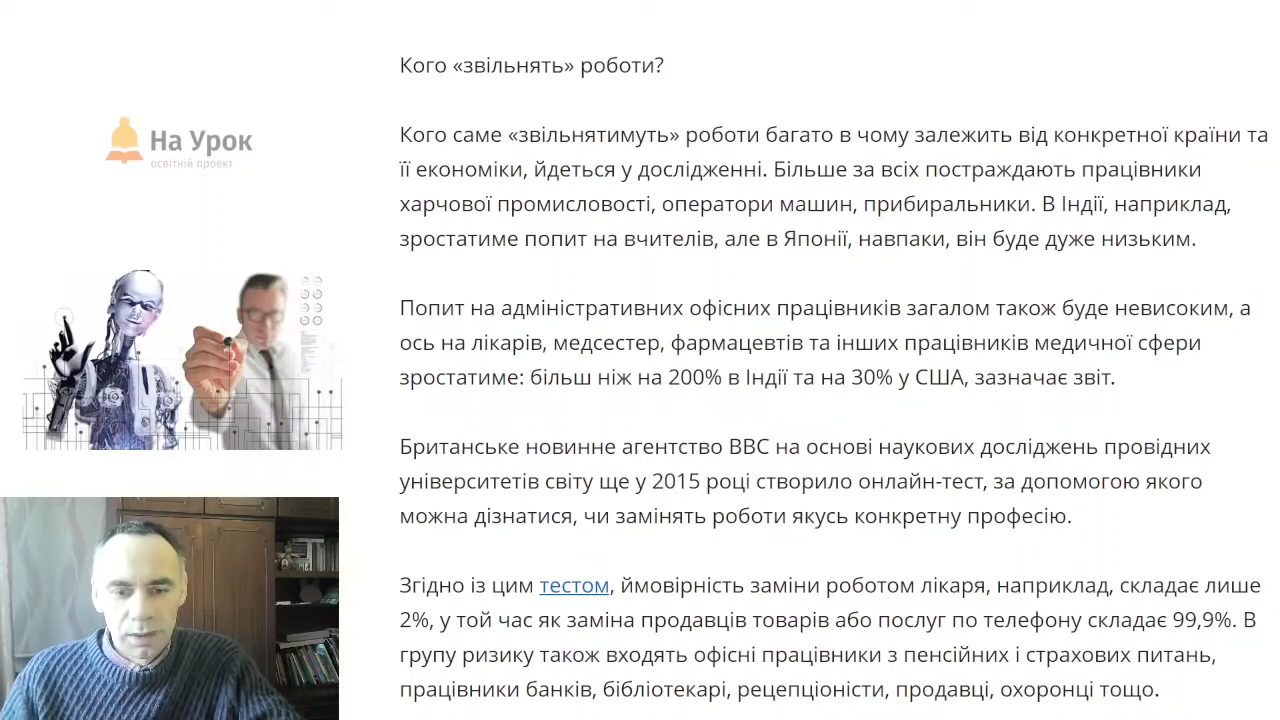 На Урок
освітній проект
Кого «звільнять» роботи?
Кого саме «звільнятимуть» роботи багато в чому залежить від конкретної країни та
її економіки, йдеться у дослідженні. Більше за всіх постраждають працівники
харчової промисловості, оператори машин, прибиральники. В Індії, наприклад,
зростатиме попит на вчителів, але в Японії, навпаки, він буде дуже низьким.
Попит на адміністративних офісних працівників загалом також буде невисоким, а
ось на лікарів, медсестер, фармацевтів та інших працівників медичної сфери
зростатиме: більш ніж на 200% в Індії та на 30% у США, зазначає звіт.
Британське новинне агентство BBC на основі наукових досліджень провідних
університетів світу ще у 2015 році створило онлайн-тест, за допомогою якого
можна дізнатися, чи замінять роботи якусь конкретну професію.
Згідно із цим тестом, ймовірність заміни роботом лікаря, наприклад, складає лише
2%, у той час як заміна продавців товарів або послуг по телефону складає 99,9%. В
групу ризику також входять офісні працівники з пенсійних і страхових питань,
працівники банків, бібліотекарі, рецепціоністи, продавці, охоронці тощо.